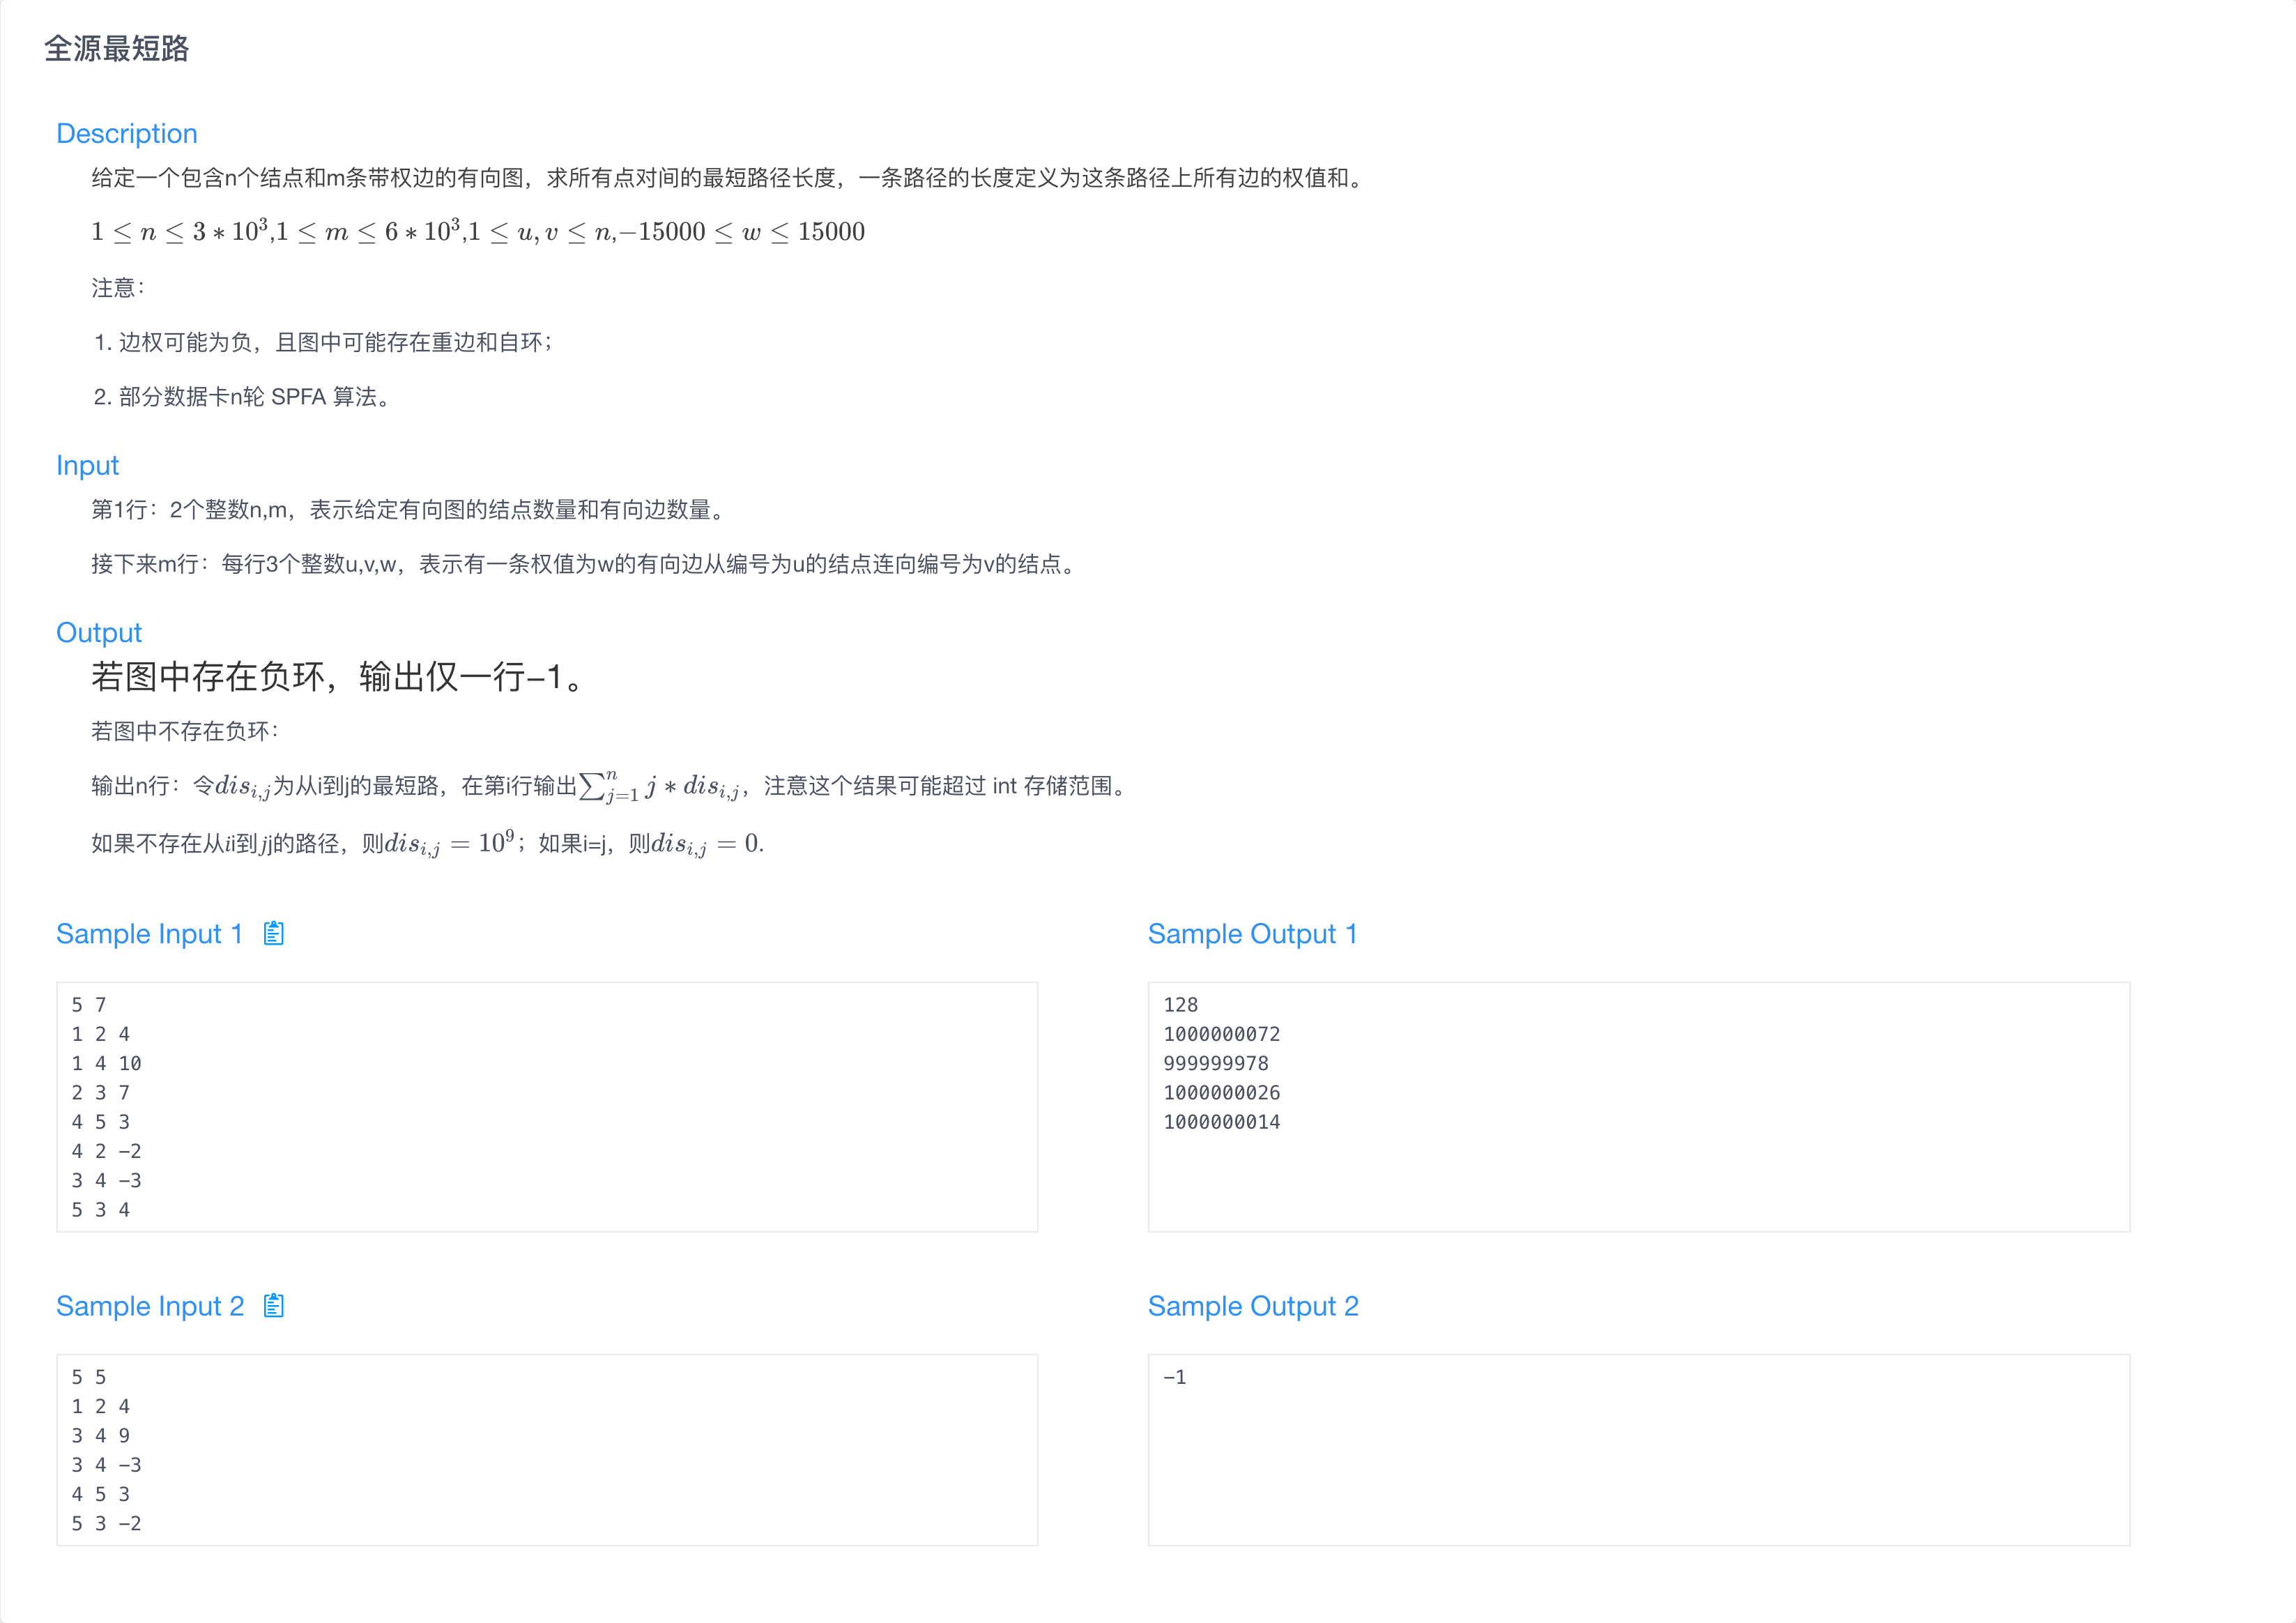 全源最短路
Description
给定一个包含n个结点和m条带权边的有向图，求所有点对间的最短路径长度，一条路径的长度定义为这条路径上所有边的权值和。
1 ≤ n ≤ 3 * 10³,1 ≤ m ≤ 6 * 10³,1 ≤ u, v ≤ n,−15000 ≤ w ≤ 15000
注意：
1. 边权可能为负，且图中可能存在重边和自环；
2. 部分数据卡n轮 SPFA 算法。
Input
第1行：2个整数n,m，表示给定有向图的结点数量和有向边数量。
接下来m行：每行3个整数u,v,w，表示有一条权值为w的有向边从编号为u的结点连向编号为v的结点。
Output
若图中存在负环，输出仅一行-1。
若图中不存在负环：
输出n行：令$dis_{i,j}$为从i到j的最短路，在第i行输出$\sum_{j=1}^{n} j * dis_{i,j}$，注意这个结果可能超过 int 存储范围。
如果不存在从ii到jj的路径，则$dis_{i,j} = 10^9$；如果i=j，则$dis_{i,j} = 0$.
Sample Input 1
5 7
1 2 4
1 4 10
2 3 7
4 5 3
4 2 -2
3 4 -3
5 3 4
Sample Output 1
128
1000000072
999999978
1000000026
1000000014
Sample Input 2
5 5
1 2 4
3 4 9
3 4 -3
4 5 3
5 3 -2
Sample Output 2
-1